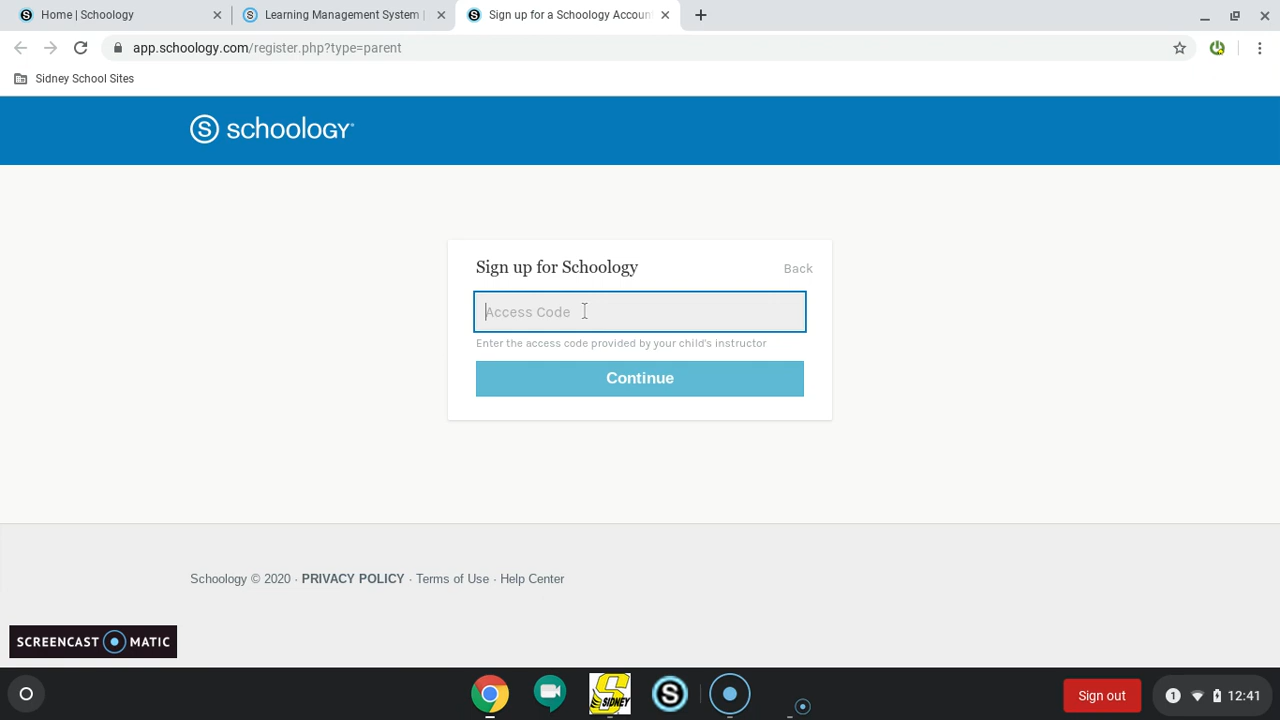 Home | Schoology
Learning Management System |
Sign up for a Schoology Accoun
app.schoology.com/register.php?type=parent
Sidney School Sites
S schoology®
Sign up for Schoology
Back
Access Code
Enter the access code provided by your child's instructor
Continue
Schoology © 2020 · PRIVACY POLICY · Terms of Use · Help Center
SCREENCAST MATIC
S
SIDNEY
S
Sign out
1
12:41